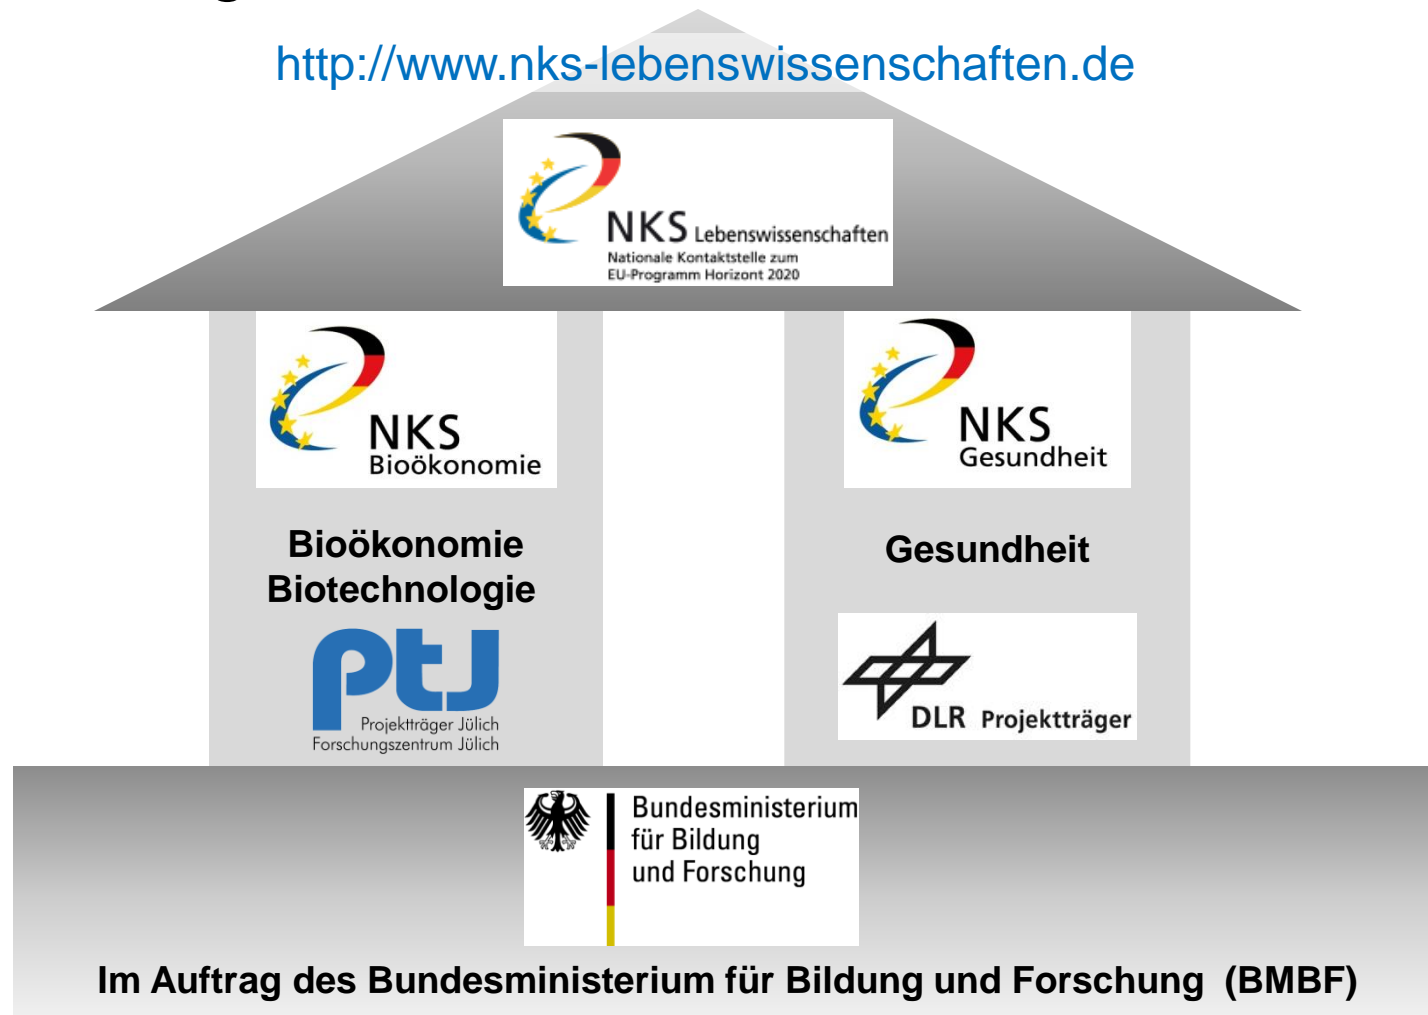 http://www.nks-lebenswissenschaften.de
NKS Lebenswissenschaften
Nationale Kontaktstelle zum
EU-Programm Horizont 2020
NKS
Bioökonomie
NKS
Gesundheit
Bioökonomie
Biotechnologie
Gesundheit
ptJ
Projektträger Jülich
Forschungszentrum Jülich
DLR Projektträger
Bundesministerium
für Bildung
und Forschung
Im Auftrag des Bundesministerium für Bildung und Forschung (BMBF)